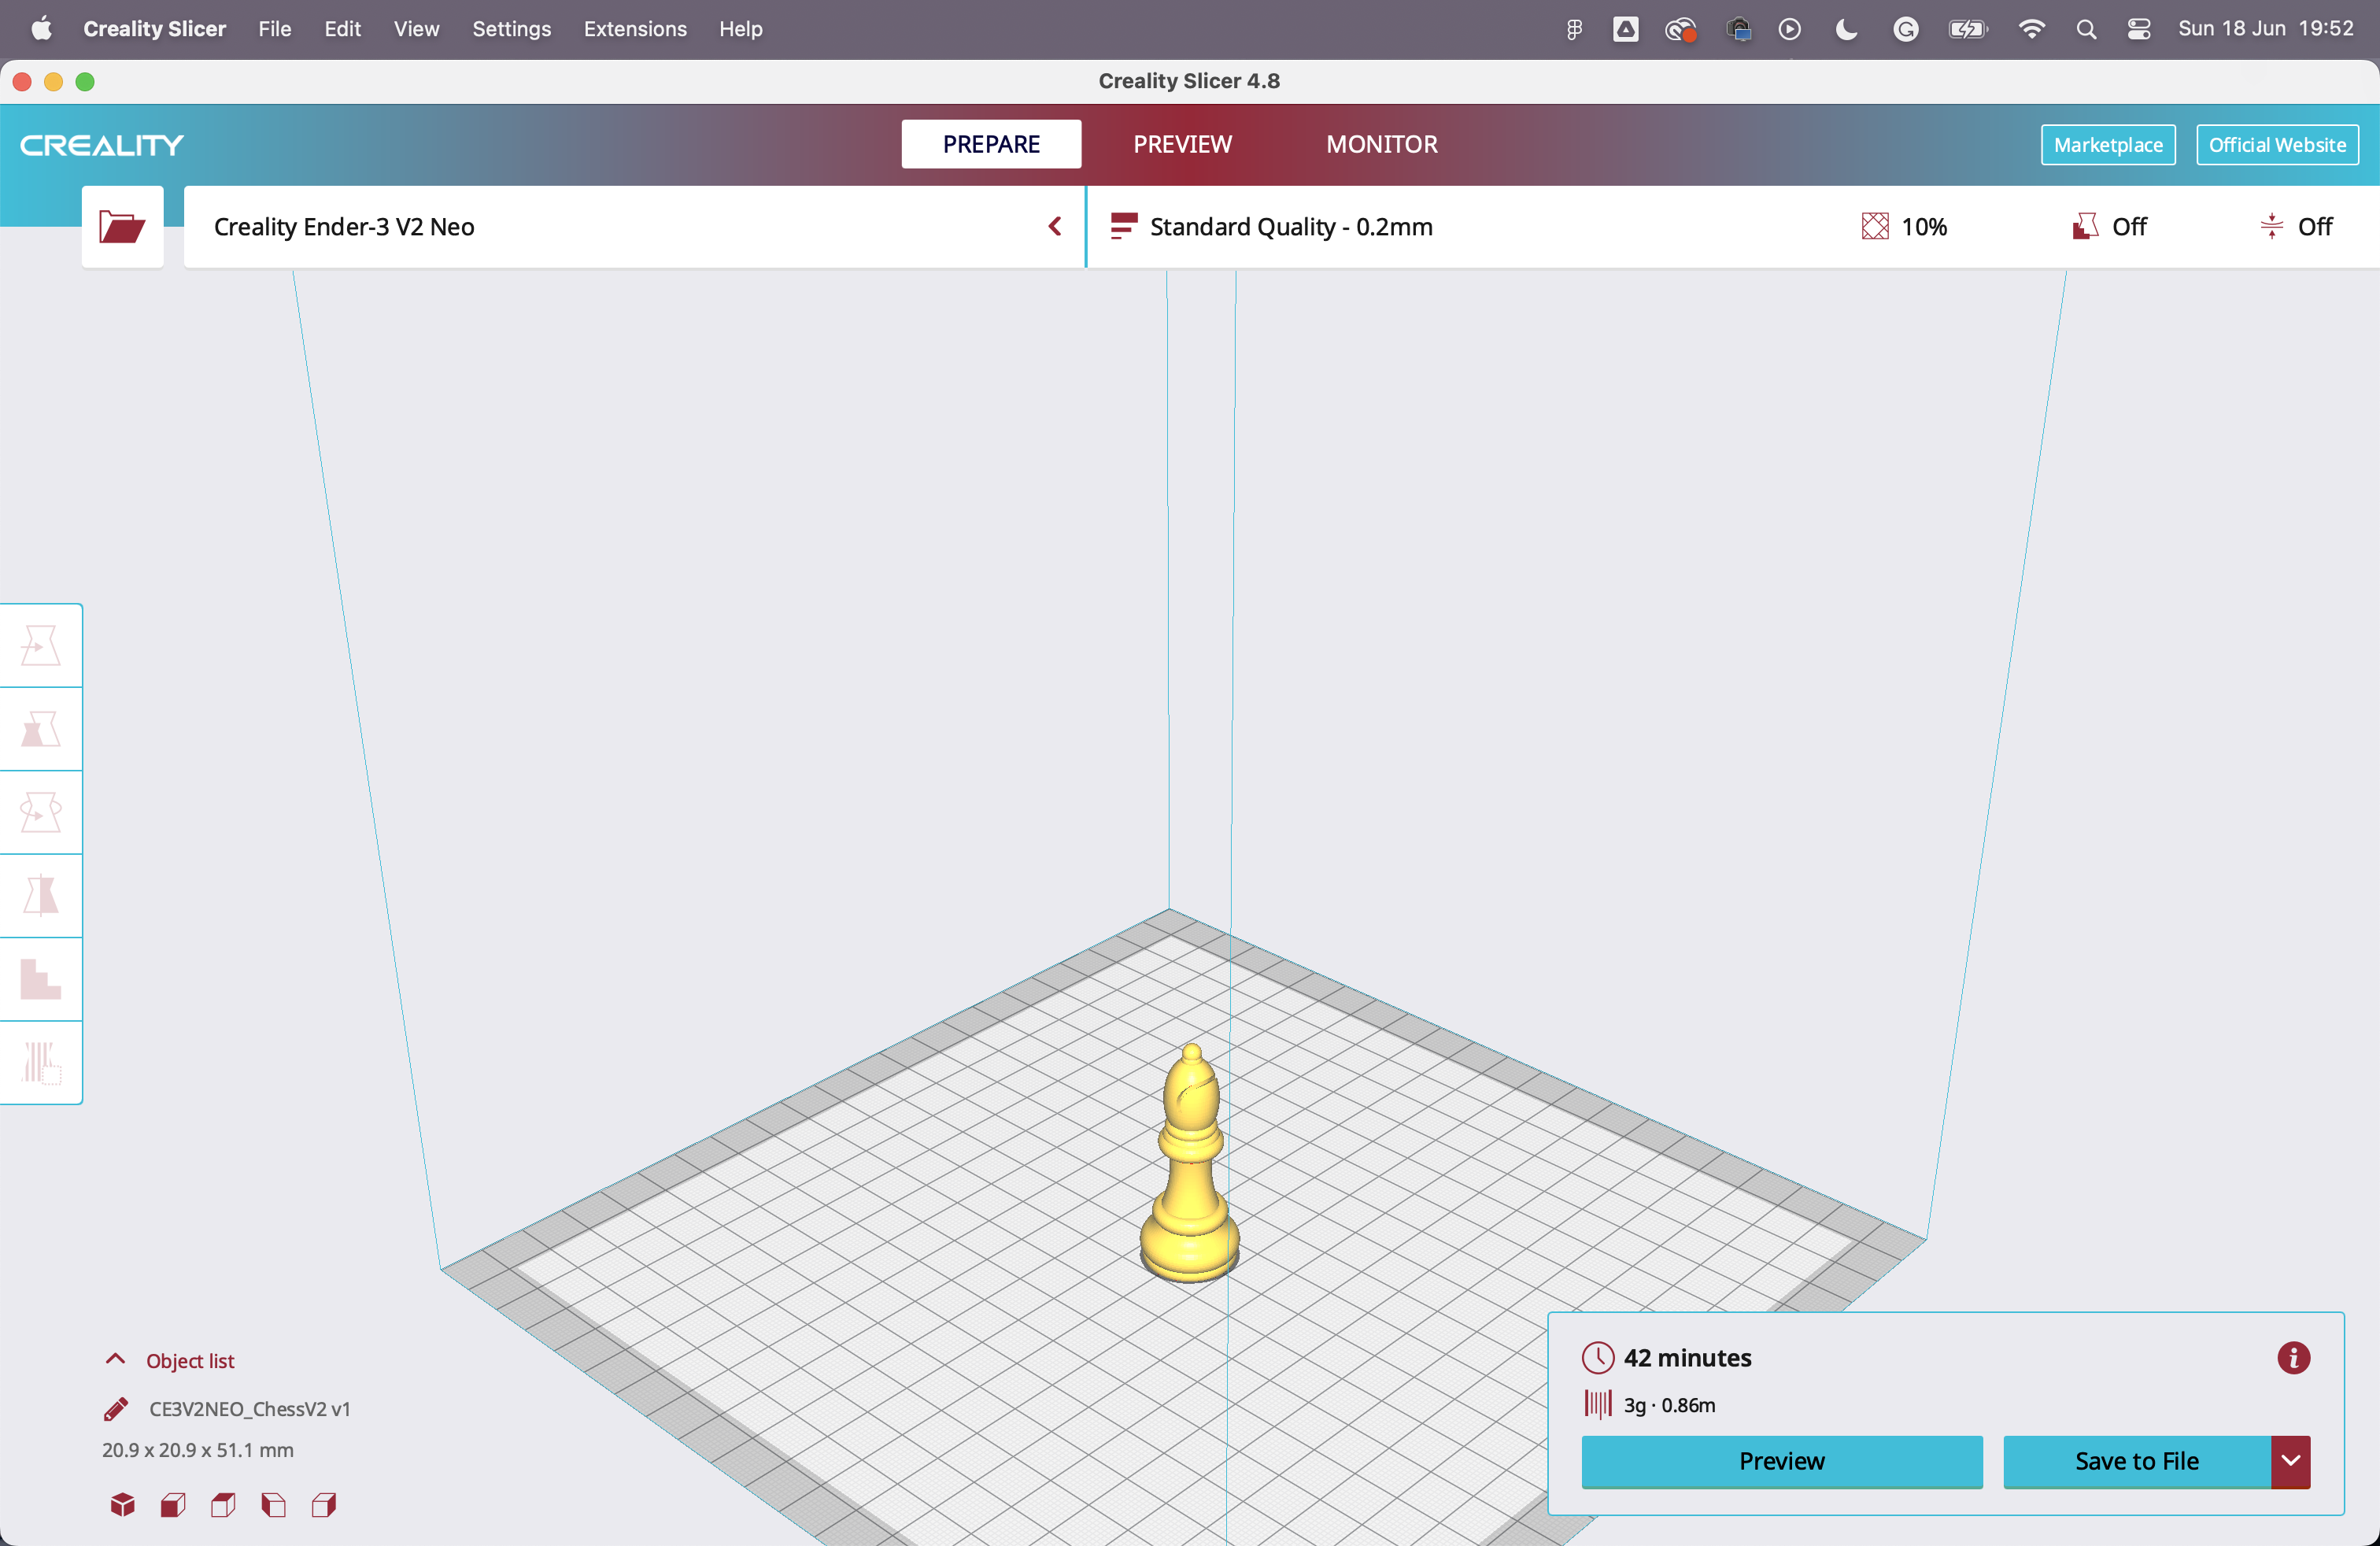 Creality Slicer File Edit View Settings Extensions Help Sun 18 Jun 19:52
Creality Slicer 4.8
CREALITY PREPARE PREVIEW MONITOR Marketplace Official Website
Creality Ender-3 V2 Neo Standard Quality - 0.2mm 10% Off Off
Object list
CE3V2NEO_ChessV2 v1
20.9 x 20.9 x 51.1 mm
42 minutes
3g · 0.86m
Preview Save to File